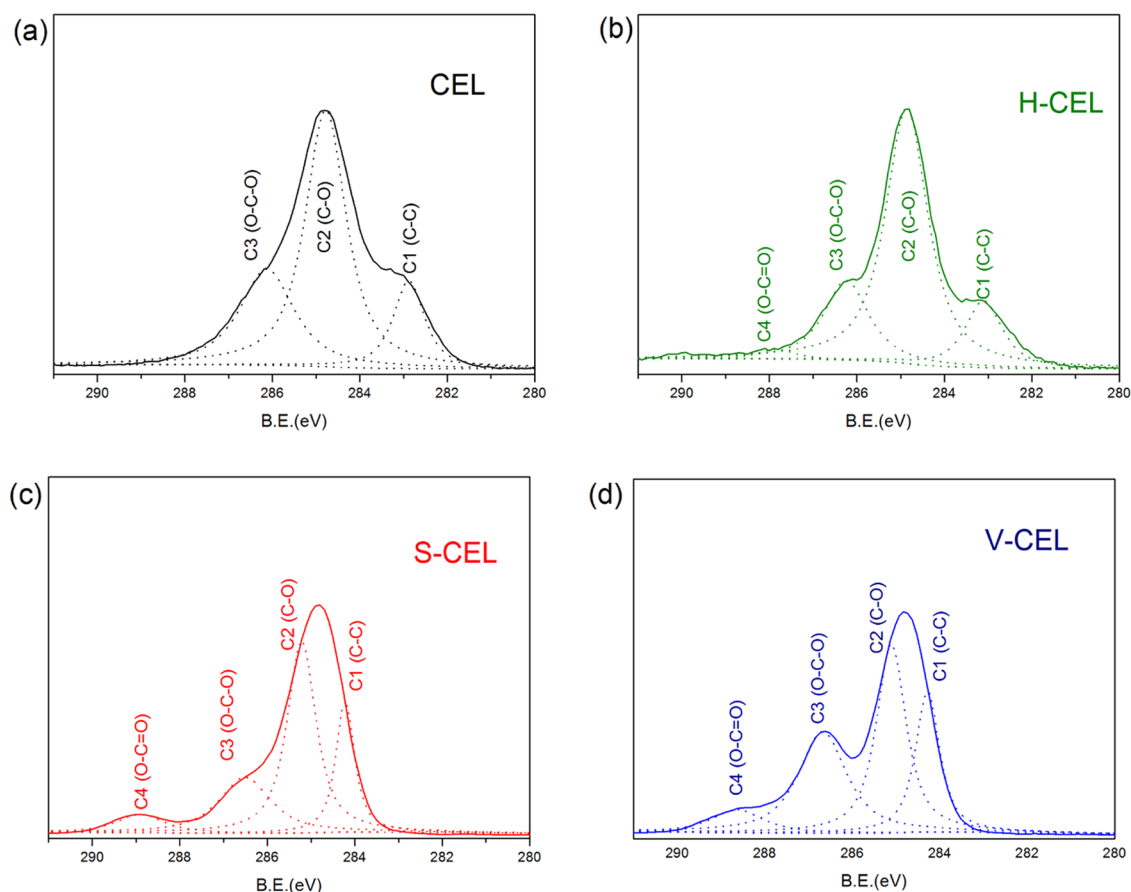 (a)
CEL
C3 (O-C-O)
C2 (C-O)
C1 (C-C)
290
288
286
284
282
280
B.E.(eV)
(b)
H-CEL
C4 (O-C=O)
C3 (O-C-O)
C2 (C-O)
C1 (C-C)
290
288
286
284
282
280
B.E.(eV)
(c)
S-CEL
C4 (O-C=O)
C3 (O-C-O)
C2 (C-O)
C1 (C-C)
290
288
286
284
282
280
B.E.(eV)
(d)
V-CEL
C4 (O-C=O)
C3 (O-C-O)
C2 (C-O)
C1 (C-C)
290
288
286
284
282
280
B.E.(eV)